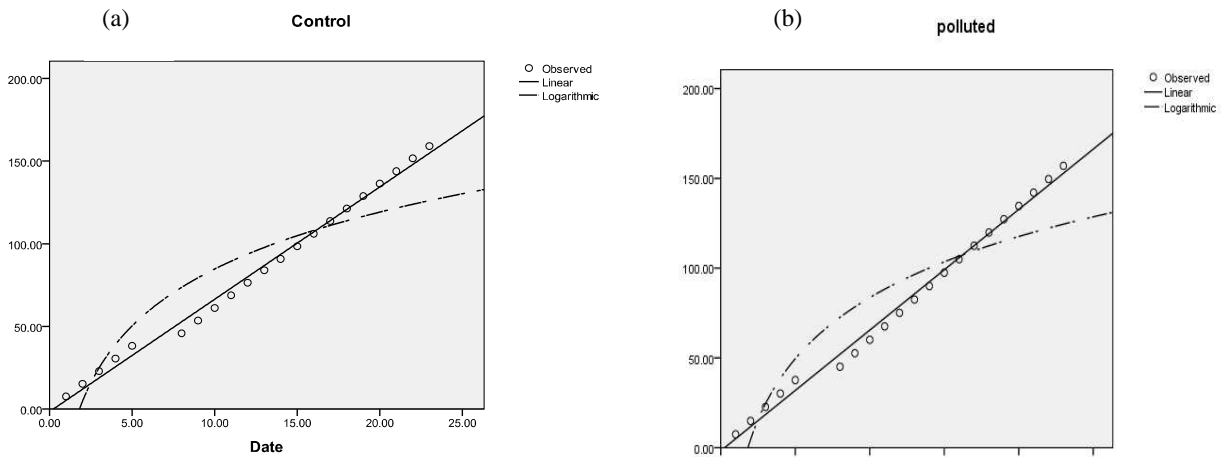 (a)
Control
Observed
Linear
Logarithmic
200.00
150.00
100.00
50.00
0.00
0.00 5.00 10.00 15.00 20.00 25.00
Date
(b)
polluted
Observed
Linear
Logarithmic
200.00
150.00
100.00
50.00
0.00